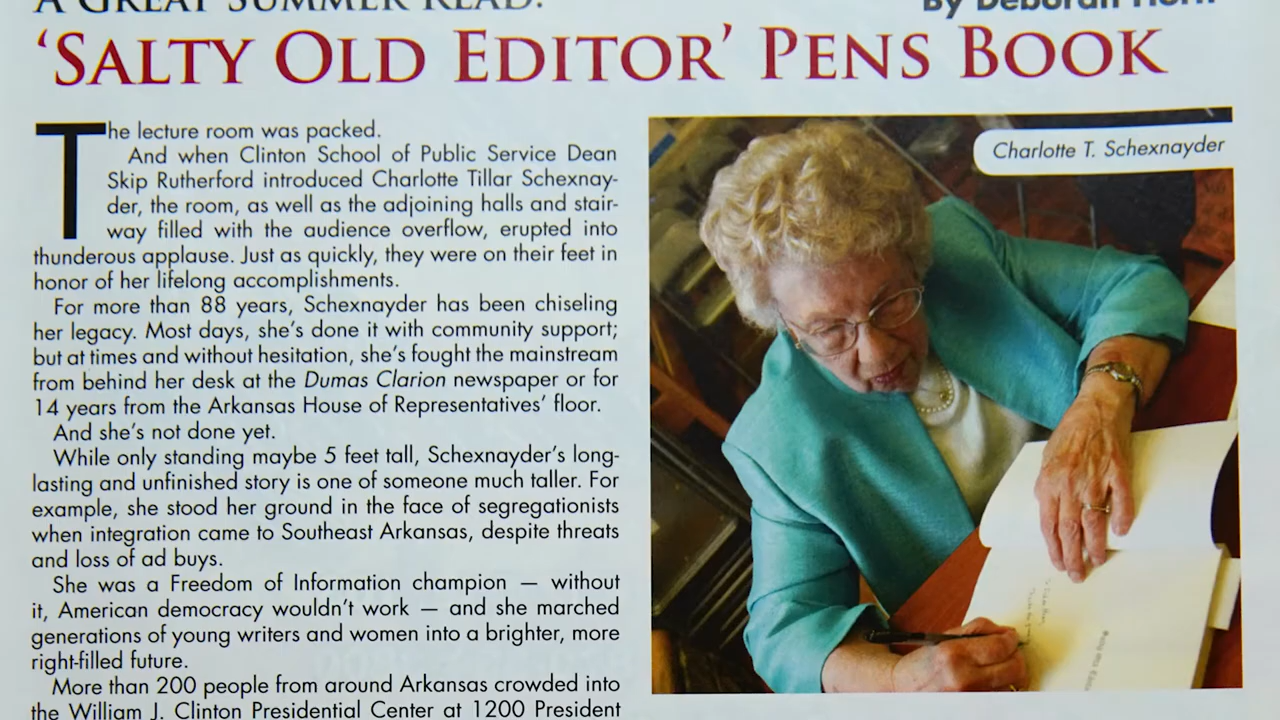 A GREAT SUMMER READ:
By Deborah Horn
‘SALTY OLD EDITOR’ PENS BOOK
The lecture room was packed.
And when Clinton School of Public Service Dean
Skip Rutherford introduced Charlotte Tillar Schexnay-
der, the room, as well as the adjoining halls and stair-
way filled with the audience overflow, erupted into
thunderous applause. Just as quickly, they were on their feet in
honor of her lifelong accomplishments.
For more than 88 years, Schexnayder has been chiseling
her legacy. Most days, she’s done it with community support;
but at times and without hesitation, she’s fought the mainstream
from behind her desk at the Dumas Clarion newspaper or for
14 years from the Arkansas House of Representatives’ floor.
And she’s not done yet.
While only standing maybe 5 feet tall, Schexnayder’s long-
lasting and unfinished story is one of someone much taller. For
example, she stood her ground in the face of segregationists
when integration came to Southeast Arkansas, despite threats
and loss of ad buys.
She was a Freedom of Information champion — without
it, American democracy wouldn’t work — and she marched
generations of young writers and women into a brighter, more
right-filled future.
More than 200 people from around Arkansas crowded into
the William J. Clinton Presidential Center at 1200 President
Charlotte T. Schexnayder